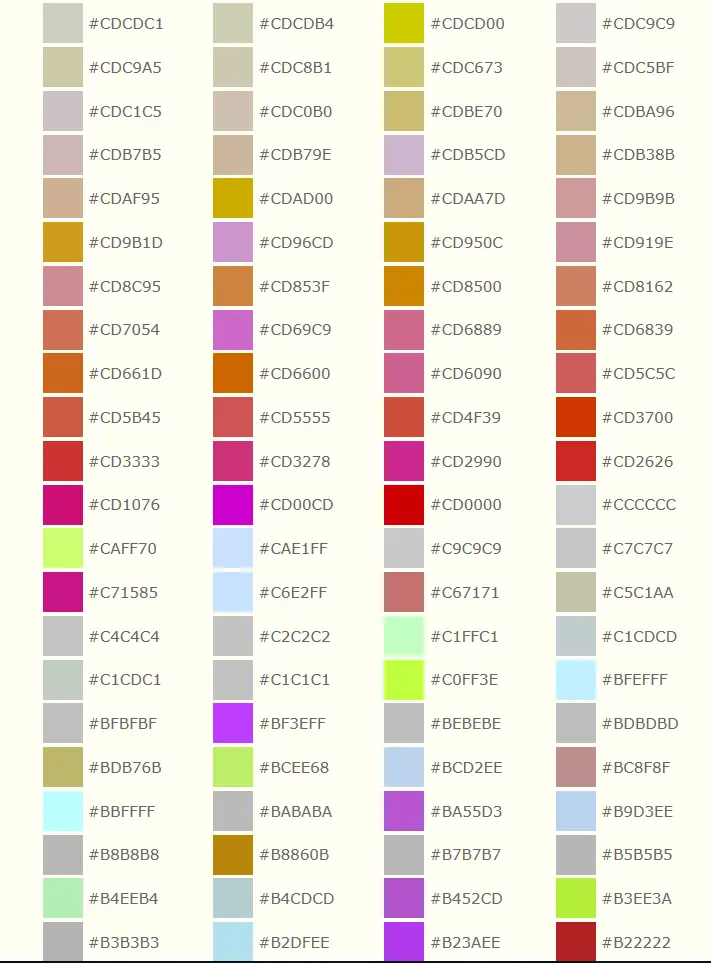 #CDCDC1 #CDCDB4 #CDCD00 #CDC9C9
#CDC9A5 #CDC8B1 #CDC673 #CDC5BF
#CDC1C5 #CDC0B0 #CDBE70 #CDBA96
#CDB7B5 #CDB79E #CDB5CD #CDB38B
#CDAF95 #CDAD00 #CDAA7D #CD9B9B
#CD9B1D #CD96CD #CD950C #CD919E
#CD8C95 #CD853F #CD8500 #CD8162
#CD7054 #CD69C9 #CD6889 #CD6839
#CD661D #CD6600 #CD6090 #CD5C5C
#CD5B45 #CD5555 #CD4F39 #CD3700
#CD3333 #CD3278 #CD2990 #CD2626
#CD1076 #CD00CD #CD0000 #CCCCCC
#CAFF70 #CAE1FF #C9C9C9 #C7C7C7
#C71585 #C6E2FF #C67171 #C5C1AA
#C4C4C4 #C2C2C2 #C1FFC1 #C1CDCD
#C1CDC1 #C1C1C1 #C0FF3E #BFEFFF
#BFBFBF #BF3EFF #BEBEBE #BDBDBD
#BDB76B #BCEE68 #BCD2EE #BC8F8F
#BBFFFF #BABABA #BA55D3 #B9D3EE
#B8B8B8 #B8860B #B7B7B7 #B5B5B5
#B4EEB4 #B4CDCD #B452CD #B3EE3A
#B3B3B3 #B2DFEE #B23AEE #B22222